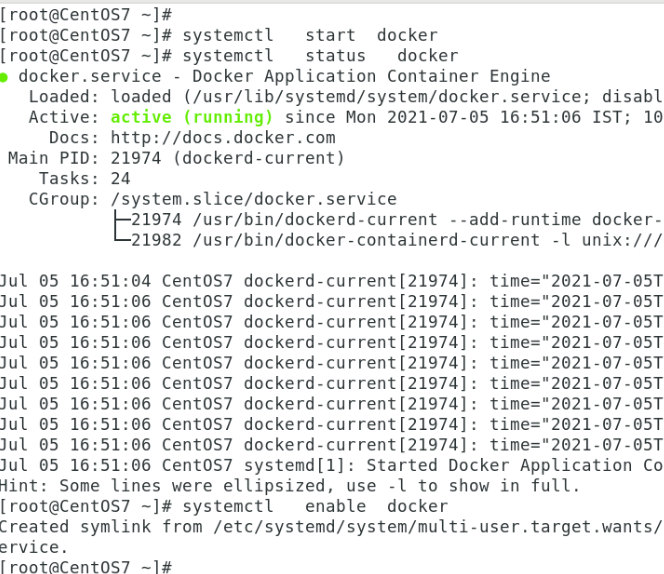 [root@CentOS7 ~]#
[root@CentOS7 ~]# systemctl   start  docker
[root@CentOS7 ~]# systemctl   status   docker
● docker.service - Docker Application Container Engine
   Loaded: loaded (/usr/lib/systemd/system/docker.service; disabl
   Active: active (running) since Mon 2021-07-05 16:51:06 IST; 10
     Docs: http://docs.docker.com
 Main PID: 21974 (dockerd-current)
    Tasks: 24
   CGroup: /system.slice/docker.service
           ├─21974 /usr/bin/dockerd-current --add-runtime docker-
           └─21982 /usr/bin/docker-containerd-current -l unix:///
Jul 05 16:51:04 CentOS7 dockerd-current[21974]: time="2021-07-05T
Jul 05 16:51:06 CentOS7 dockerd-current[21974]: time="2021-07-05T
Jul 05 16:51:06 CentOS7 dockerd-current[21974]: time="2021-07-05T
Jul 05 16:51:06 CentOS7 dockerd-current[21974]: time="2021-07-05T
Jul 05 16:51:06 CentOS7 dockerd-current[21974]: time="2021-07-05T
Jul 05 16:51:06 CentOS7 dockerd-current[21974]: time="2021-07-05T
Jul 05 16:51:06 CentOS7 dockerd-current[21974]: time="2021-07-05T
Jul 05 16:51:06 CentOS7 dockerd-current[21974]: time="2021-07-05T
Jul 05 16:51:06 CentOS7 dockerd-current[21974]: time="2021-07-05T
Jul 05 16:51:06 CentOS7 systemd[1]: Started Docker Application Co
Hint: Some lines were ellipsized, use -l to show in full.
[root@CentOS7 ~]# systemctl   enable  docker
Created symlink from /etc/systemd/system/multi-user.target.wants/
ervice.
[root@CentOS7 ~]#